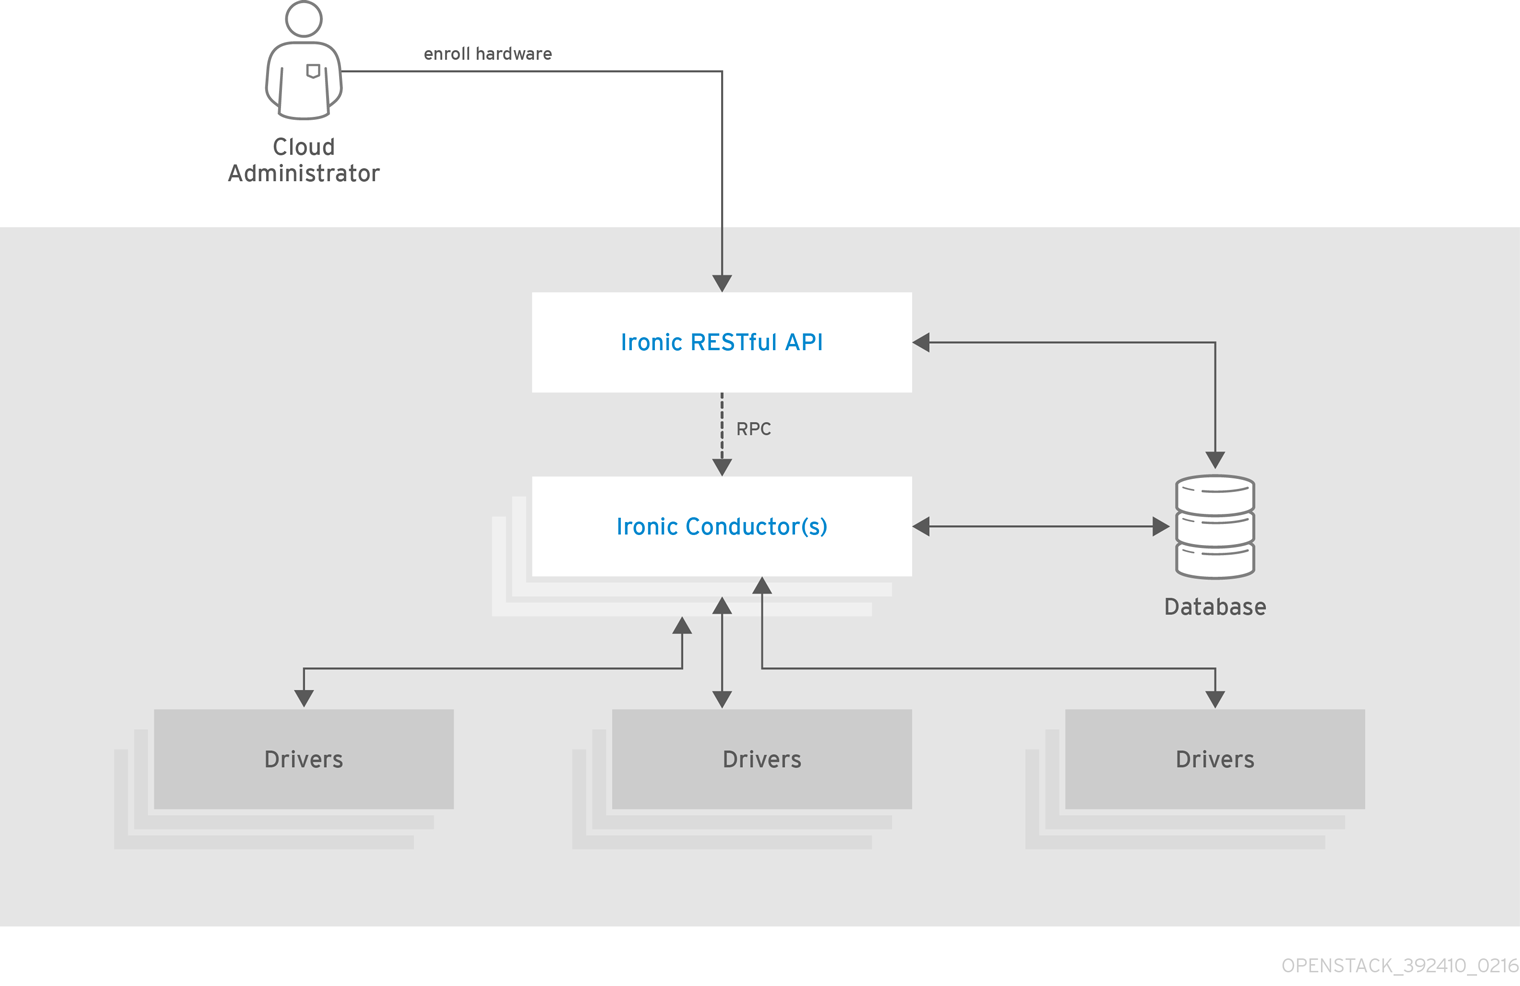 enroll hardware
Cloud
Administrator
Ironic RESTful API
RPC
Ironic Conductor(s)
Database
Drivers
Drivers
Drivers
OPENSTACK_392410_0216